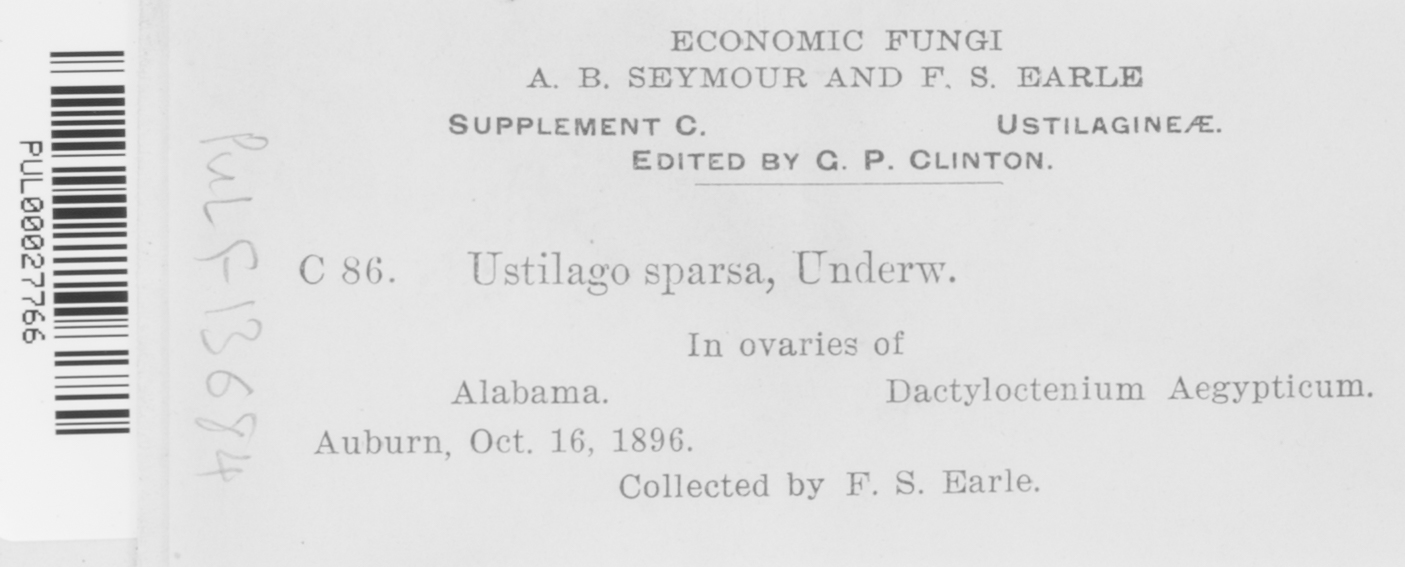 ECONOMIC FUNGI
A. B. SEYMOUR AND F. S. EARLE
SUPPLEMENT C. USTILAGINEÆ.
EDITED BY G. P. CLINTON.
C 86. Ustilago sparsa, Underw.
In ovaries of
Alabama. Dactyloctenium Aegypticum.
Auburn, Oct. 16, 1896.
Collected by F. S. Earle.
PUL00027766
PUL F-13684